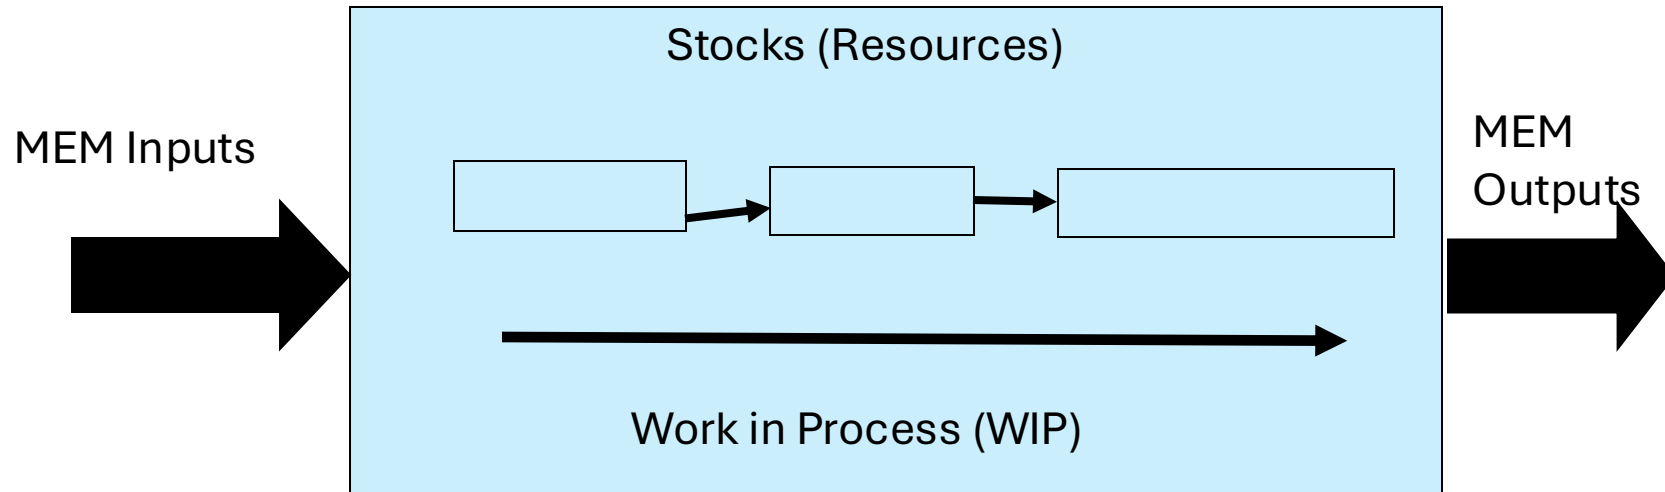 Stocks (Resources)
MEM Inputs
MEM
Outputs
Work in Process (WIP)